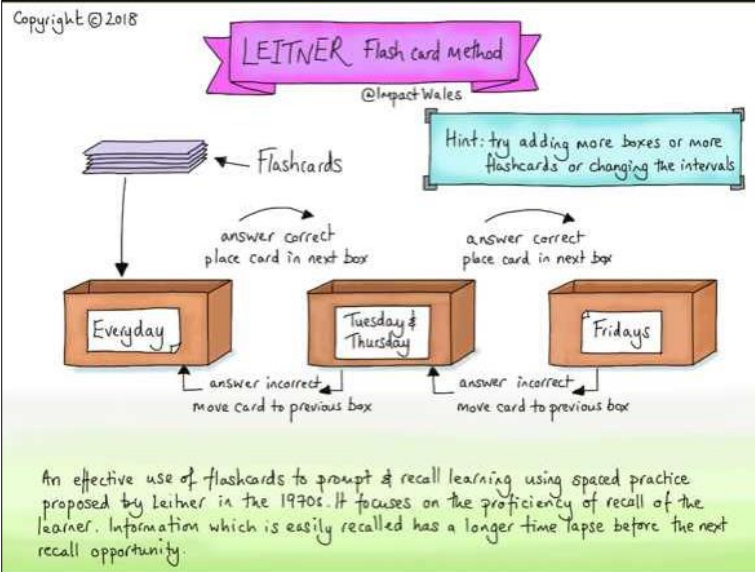 Copyright © 2018
LEITNER Flash card method
@ImpactWales
Hint: try adding more boxes or more
flashcards or changing the intervals
Flashcards
answer correct
place card in next box
answer correct
place card in next box
Everyday
Tuesday &
Thursday
Fridays
answer incorrect
move card to previous box
answer incorrect
move card to previous box
An effective use of flashcards to prompt & recall learning using spaced practice
proposed by Leitner in the 1970s. It focuses on the proficiency of recall of the
learner. Information which is easily recalled has a longer time lapse before the next
recall opportunity.